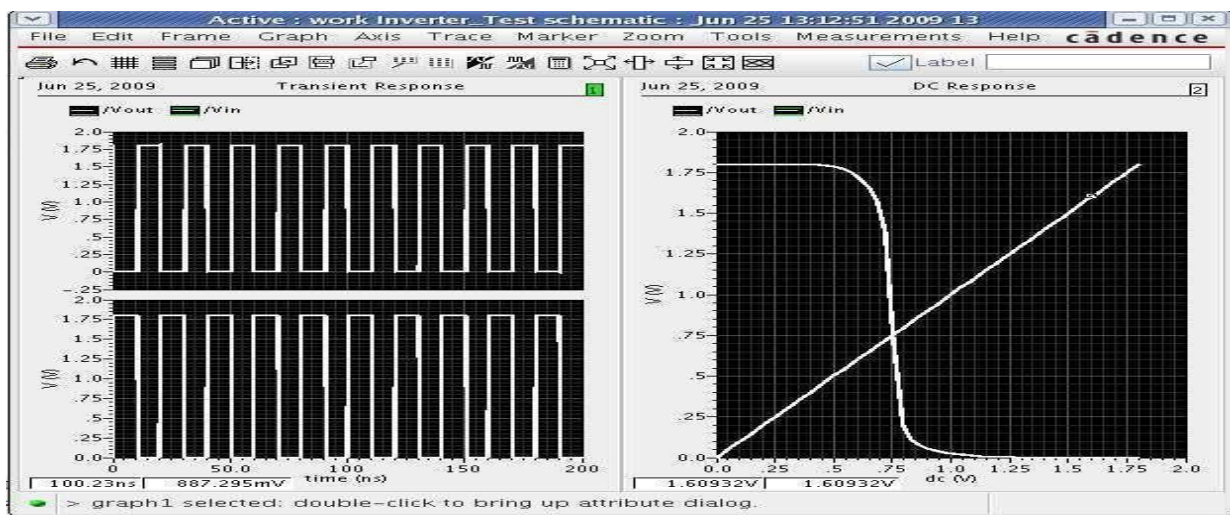 Active : work Inverter_Test schematic : Jun 25 13:12:51 2009 13
File Edit Frame Graph Axis Trace Marker Zoom Tools Measurements Help cādence
Label
Jun 25, 2009 Transient Response 1
/Vout /Vin
2.0
1.75
1.5
1.25
1.0
.75
.5
.25
0
-.25
V (V)
2.0
1.75
1.5
1.25
1.0
.75
.5
.25
0.0
V (V)
0 50.0 100 150 200
time (ns)
100.23ns 887.295mV
Jun 25, 2009 DC Response 2
/Vout /Vin
2.0
1.75
1.5
1.25
1.0
.75
.5
.25
0.0
V (V)
0.0 .25 .5 .75 1.0 1.25 1.5 1.75 2.0
dc (V)
1.60932V 1.60932V
> graph1 selected: double-click to bring up attribute dialog.